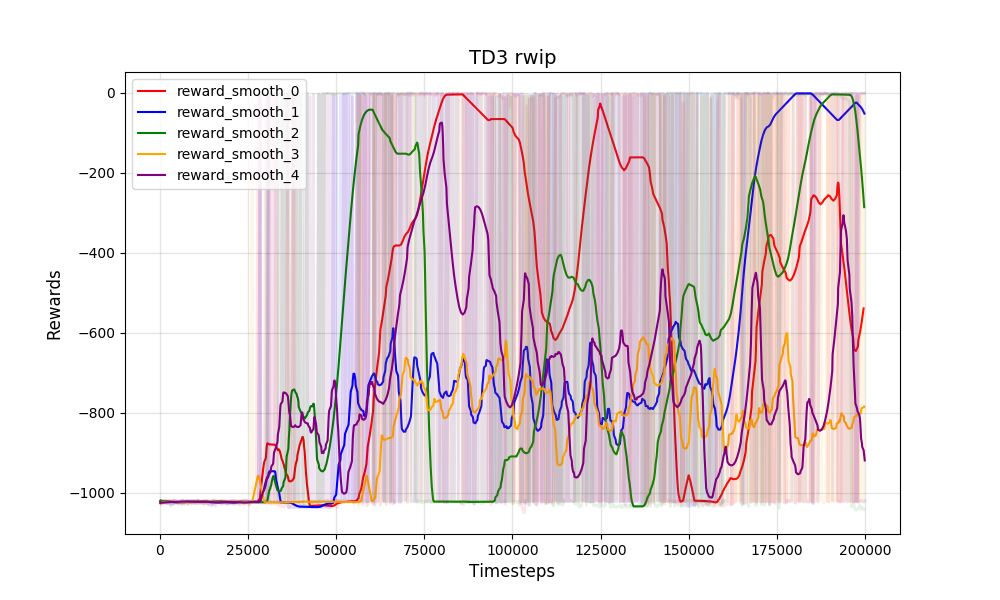 TD3 rwip
reward_smooth_0
reward_smooth_1
reward_smooth_2
reward_smooth_3
reward_smooth_4
Rewards
0
−200
−400
−600
−800
−1000
0
25000
50000
75000
100000
125000
150000
175000
200000
Timesteps